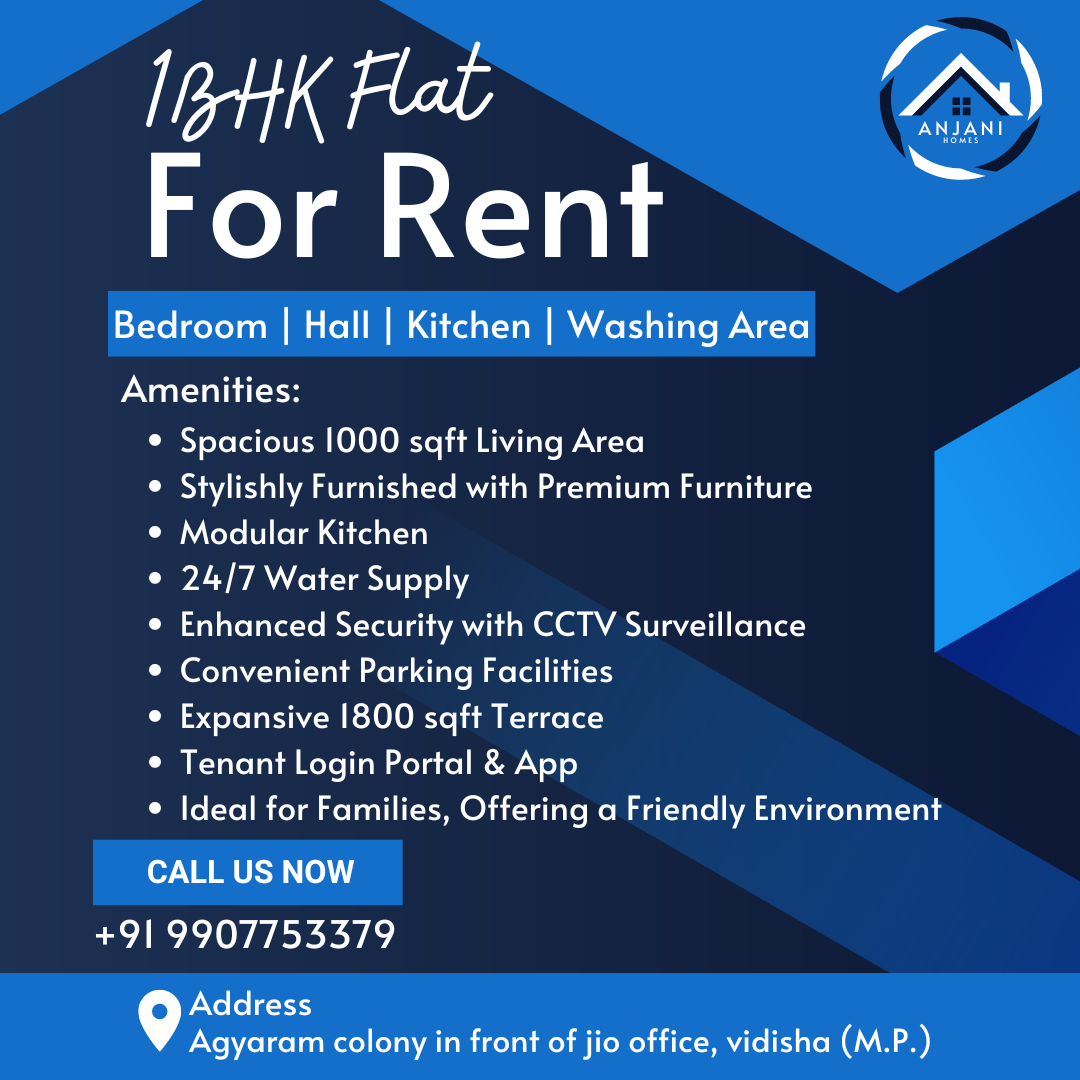 1BHK Flat
For Rent
ANJANI
HOMES
Bedroom | Hall | Kitchen | Washing Area
Amenities:
• Spacious 1000 sqft Living Area
• Stylishly Furnished with Premium Furniture
• Modular Kitchen
• 24/7 Water Supply
• Enhanced Security with CCTV Surveillance
• Convenient Parking Facilities
• Expansive 1800 sqft Terrace
• Tenant Login Portal & App
• Ideal for Families, Offering a Friendly Environment
CALL US NOW
+91 9907753379
Address
Agyaram colony in front of jio office, vidisha (M.P.)